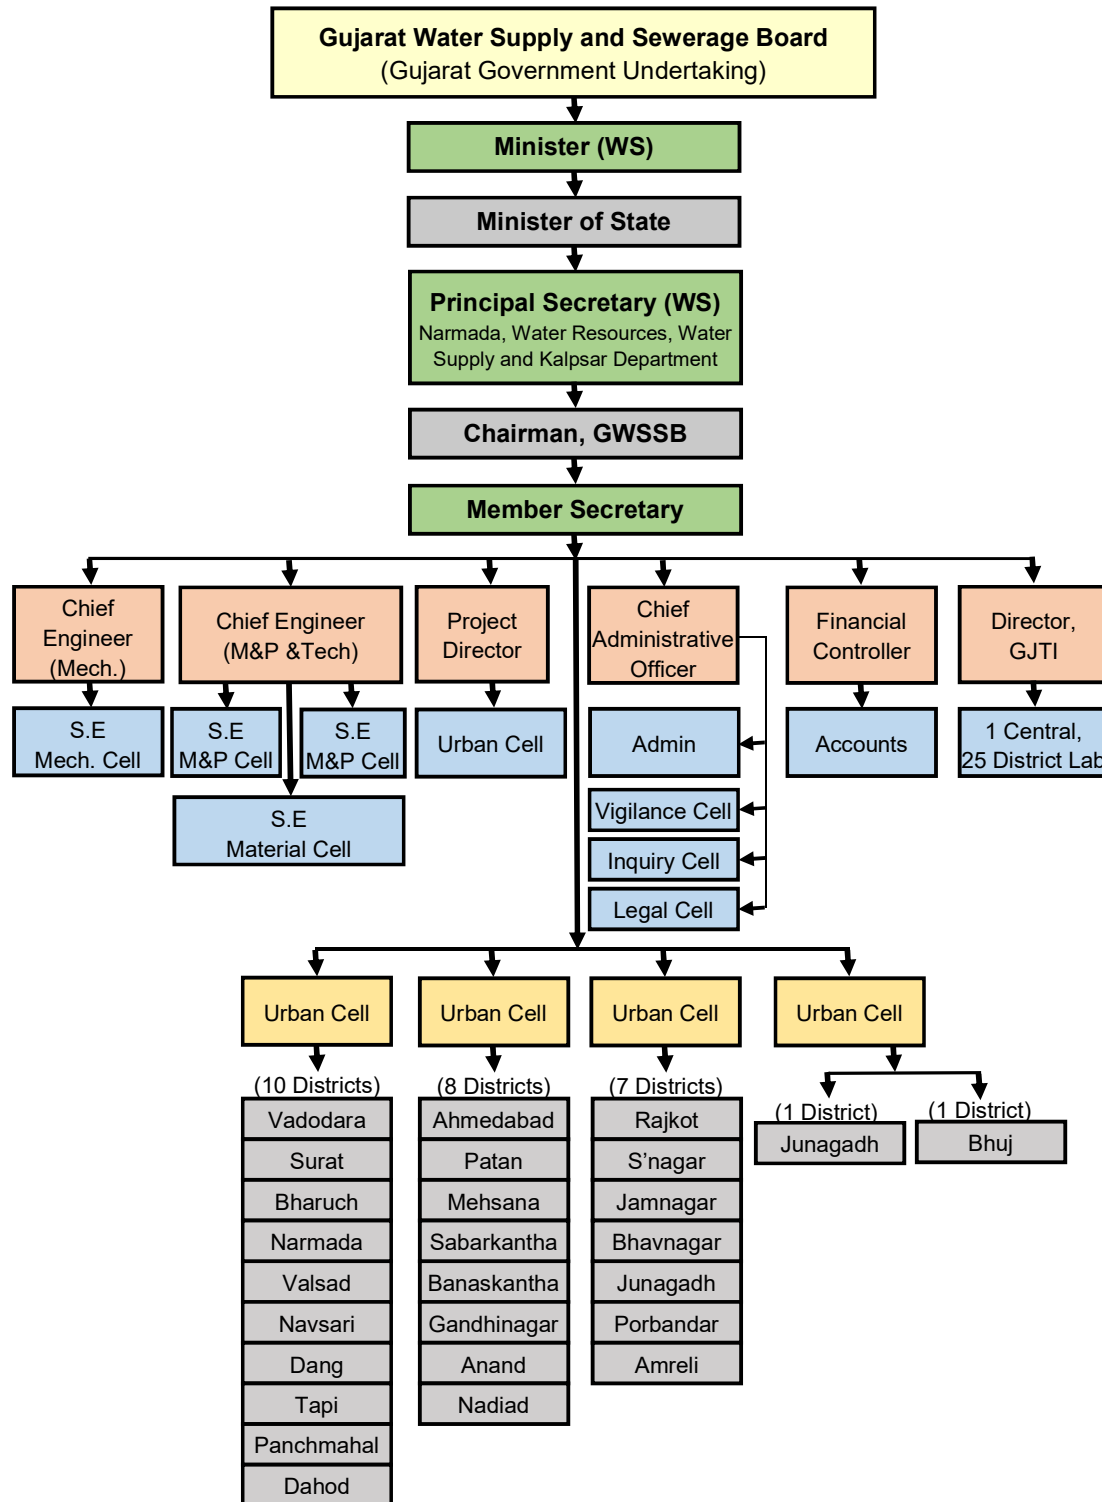 Gujarat Water Supply and Sewerage Board
(Gujarat Government Undertaking)
Minister (WS)
Minister of State
Principal Secretary (WS)
Narmada, Water Resources, Water
Supply and Kalpsar Department
Chairman, GWSSB
Member Secretary
Chief
Engineer
(Mech.)
Chief Engineer
(M&P &Tech)
Project
Director
Chief
Administrative
Officer
Financial
Controller
Director,
GJTI
S.E
Mech. Cell
S.E
M&P Cell
S.E
M&P Cell
Urban Cell
Admin
Accounts
1 Central,
25 District Lab
S.E
Material Cell
Vigilance Cell
Inquiry Cell
Legal Cell
Urban Cell
Urban Cell
Urban Cell
Urban Cell
(10 Districts)
Vadodara
Surat
Bharuch
Narmada
Valsad
Navsari
Dang
Tapi
Panchmahal
Dahod
(8 Districts)
Ahmedabad
Patan
Mehsana
Sabarkantha
Banaskantha
Gandhinagar
Anand
Nadiad
(7 Districts)
Rajkot
S’nagar
Jamnagar
Bhavnagar
Junagadh
Porbandar
Amreli
(1 District)
Junagadh
(1 District)
Bhuj